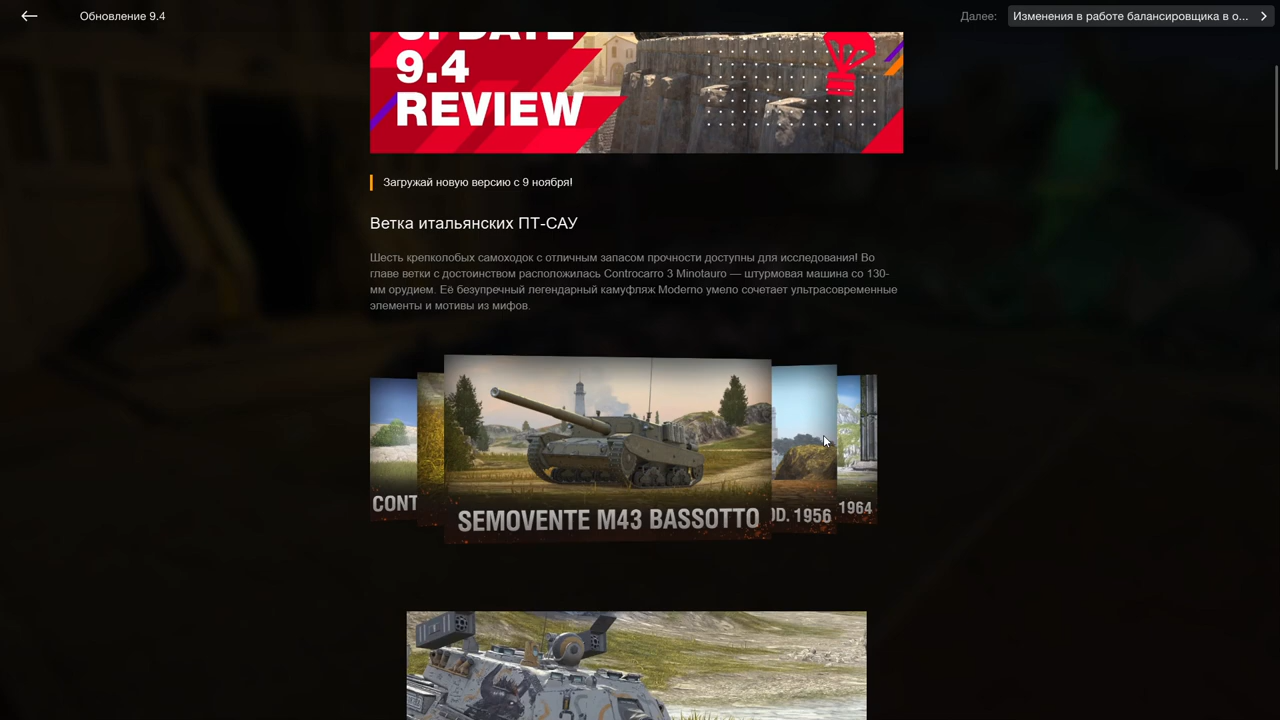 Обновление 9.4
Далее:
Изменения в работе балансировщика в о...
UPDATE
9.4
REVIEW
Загружай новую версию с 9 ноября!
Ветка итальянских ПТ-САУ
Шесть крепколобых самоходок с отличным запасом прочности доступны для исследования! Во
главе ветки с достоинством расположилась Controcarro 3 Minotauro — штурмовая машина со 130-
мм орудием. Её безупречный легендарный камуфляж Moderno умело сочетает ультрасовременные
элементы и мотивы из мифов.
CONT
SEMOVENTE M43 BASSOTTO
OD. 1956
1964